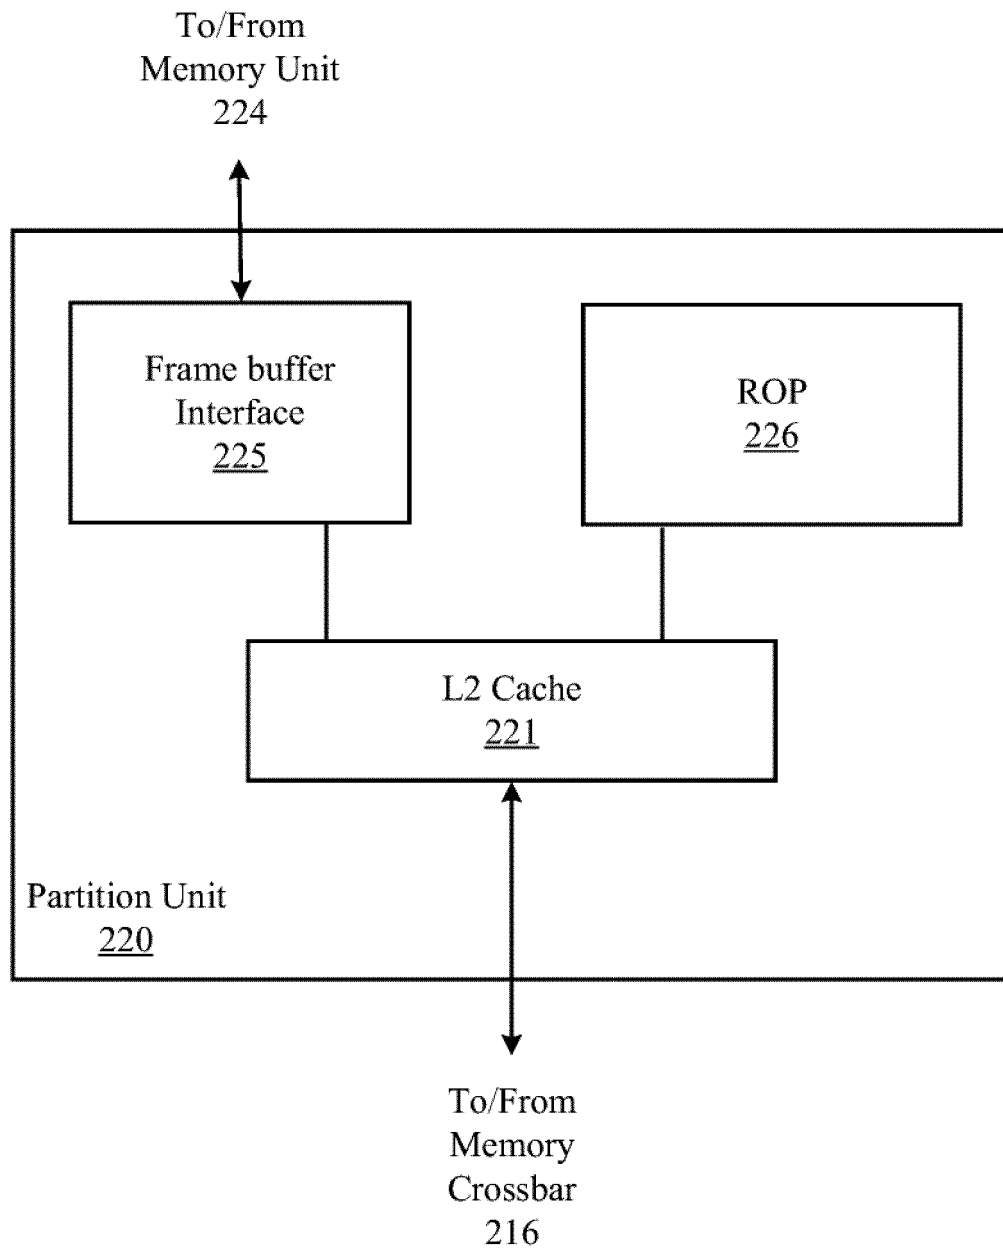 To/From
Memory Unit
224
Frame buffer
Interface
225
ROP
226
L2 Cache
221
Partition Unit
220
To/From
Memory
Crossbar
216